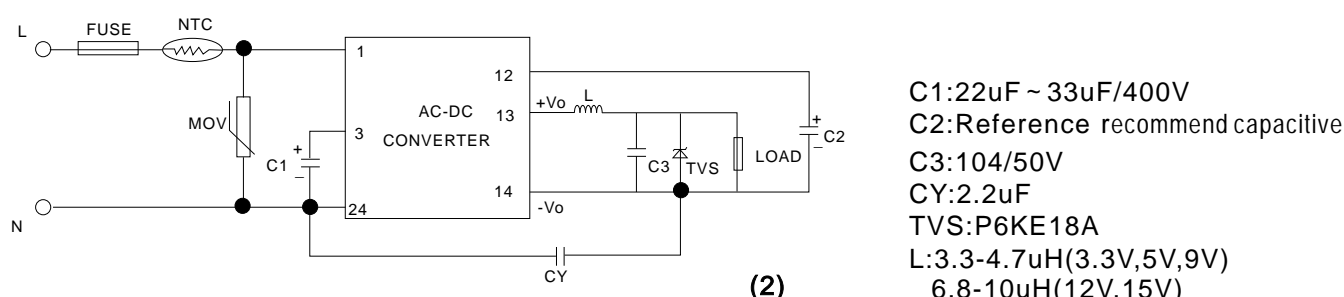 L
FUSE
NTC
MOV
C1
+
_
1
3
24
AC-DC
CONVERTER
12
13
14
+Vo
-Vo
L
C3
TVS
LOAD
+
_
C2
CY
N
(2)
C1:22uF ~ 33uF/400V
C2:Reference recommend capacitive
C3:104/50V
CY:2.2uF
TVS:P6KE18A
L:3.3-4.7uH(3.3V,5V,9V)
6.8-10uH(12V,15V)